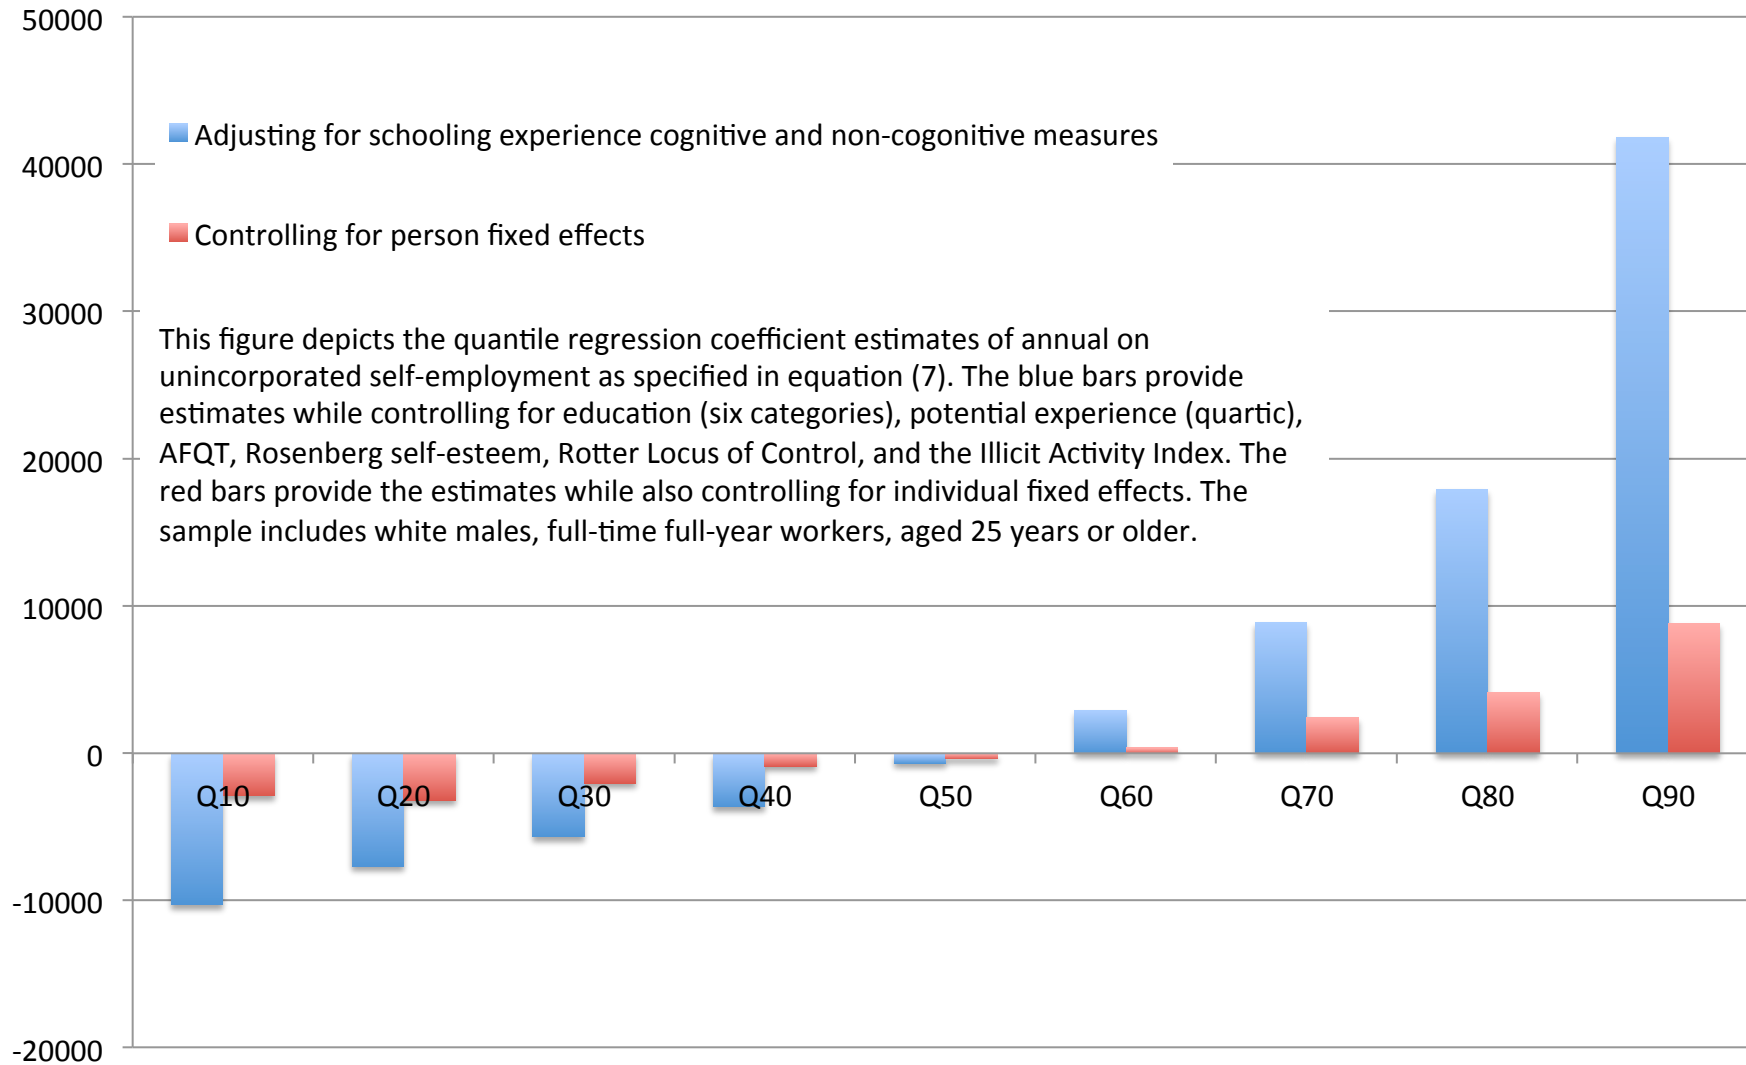 50000
Adjusting for schooling experience cognitive and non-cogonitive measures
40000
Controlling for person fixed effects
30000
This figure depicts the quantile regression coefficient estimates of annual on
unincorporated self-employment as specified in equation (7). The blue bars provide
estimates while controlling for education (six categories), potential experience (quartic),
AFQT, Rosenberg self-esteem, Rotter Locus of Control, and the Illicit Activity Index. The
20000
red bars provide the estimates while also controlling for individual fixed effects. The
sample includes white males, full-time full-year workers, aged 25 years or older.
10000
0
Q10 Q20 Q30 Q40 Q50 Q60 Q70 Q80 Q90
-10000
-20000